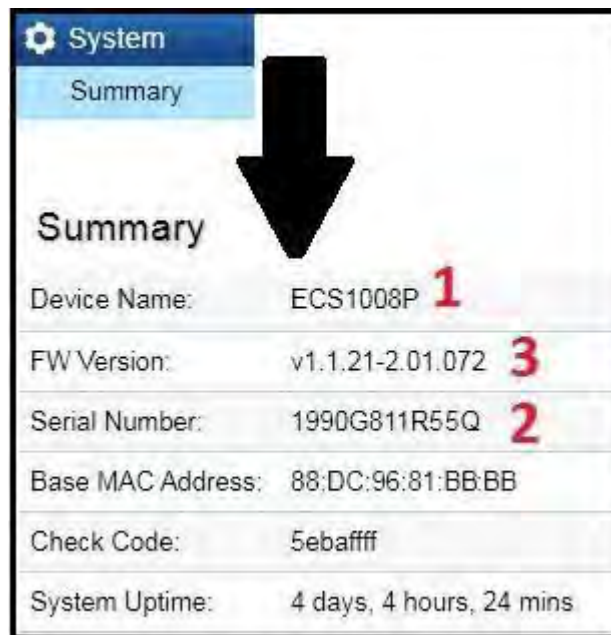 System
Summary
Summary
Device Name: ECS1008P 1
FW Version: v1.1.21-2.01.072 3
Serial Number: 1990G811R55Q 2
Base MAC Address: 88:DC:96:81:BB:BB
Check Code: 5ebaffff
System Uptime: 4 days, 4 hours, 24 mins